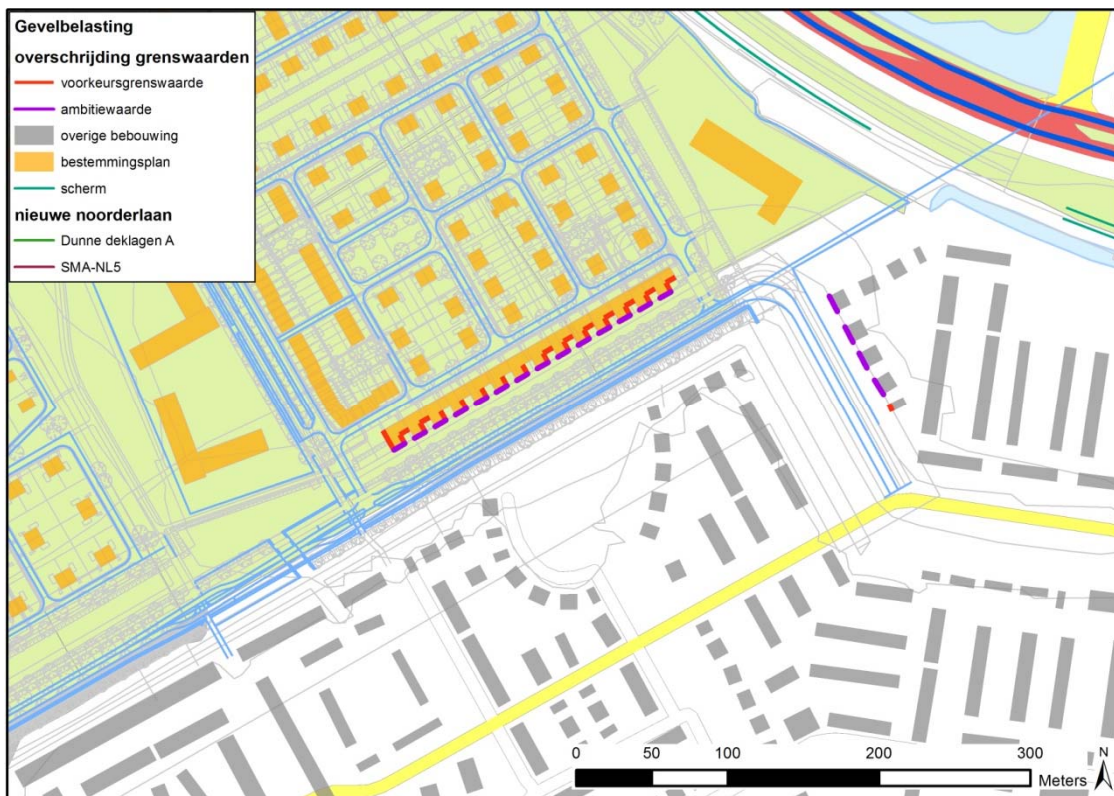 Gevelbelasting
overschrijding grenswaarden
voorkeursgrenswaarde
ambitiewaarde
overige bebouwing
bestemmingsplan
scherm
nieuwe noorderlaan
Dunne deklagen A
SMA-NL5
0 50 100 200 300
Meters
N